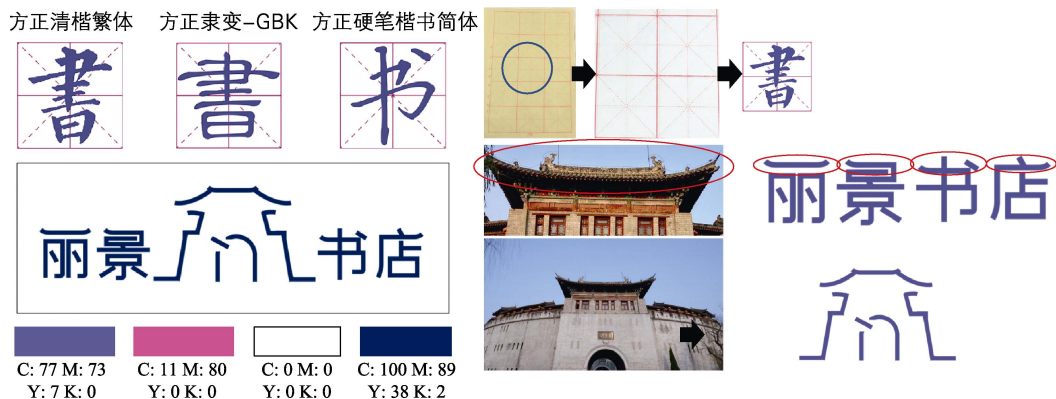 方正清楷繁体 方正隶变-GBK 方正硬笔楷书简体
書 書 书
書
丽景 书店
丽景书店
C: 77 M: 73
Y: 7 K: 0
C: 11 M: 80
Y: 0 K: 0
C: 0 M: 0
Y: 0 K: 0
C: 100 M: 89
Y: 38 K: 2